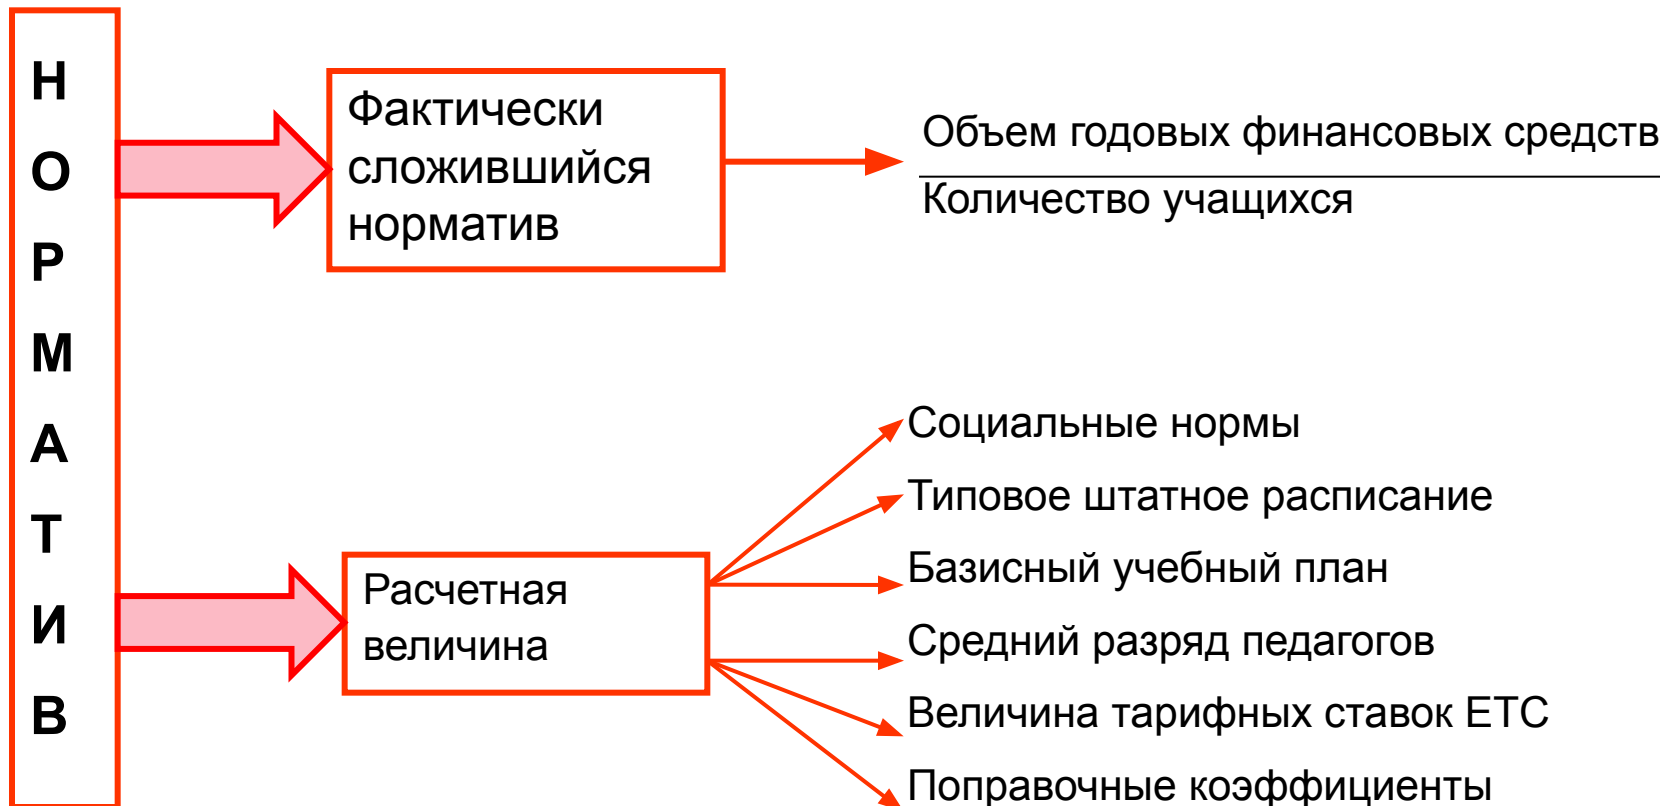 Н
О
Р
М
А
Т
И
В
Фактически
сложившийся
норматив
Объем годовых финансовых средств
Количество учащихся
Расчетная
величина
Социальные нормы
Типовое штатное расписание
Базисный учебный план
Средний разряд педагогов
Величина тарифных ставок ЕТС
Поправочные коэффициенты